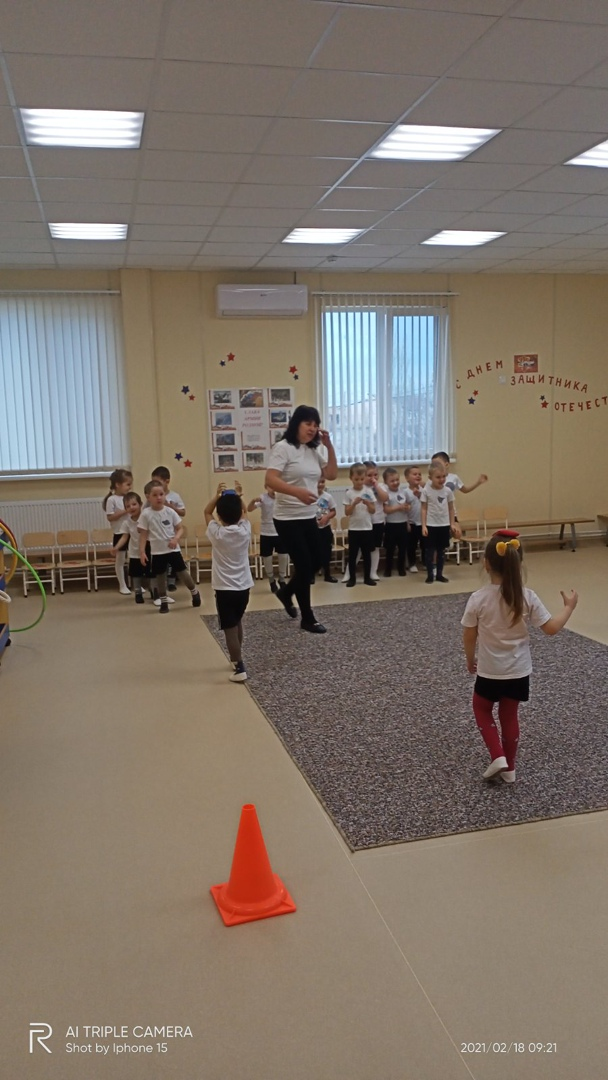 С ДНЕМ
ЗАЩИТНИКА
ОТЕЧЕСТ
AI TRIPLE CAMERA
Shot by Iphone 15
2021/02/18 09:21